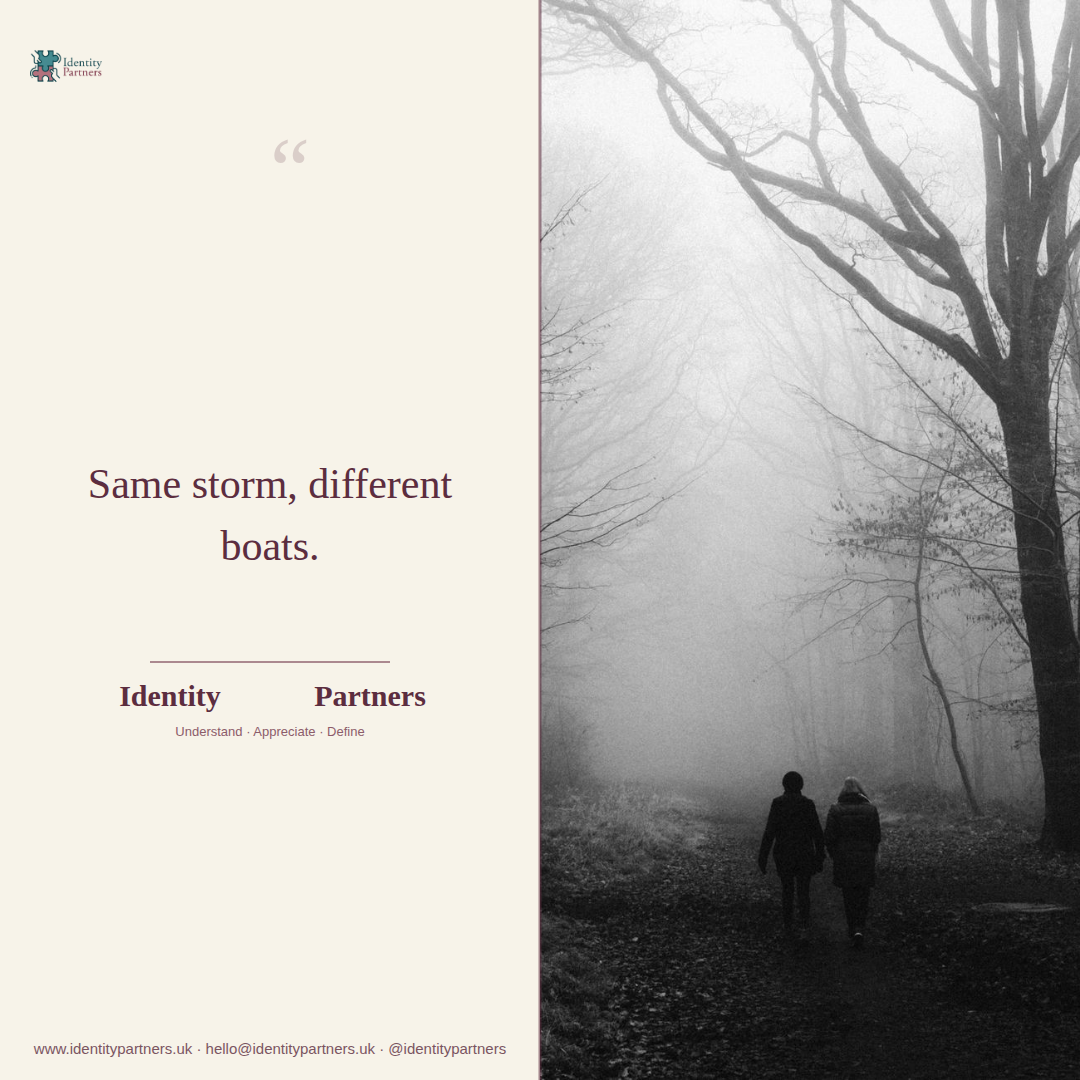 Identity
Partners
“
Same storm, different
boats.
Identity Partners
Understand · Appreciate · Define
www.identitypartners.uk · hello@identitypartners.uk · @identitypartners